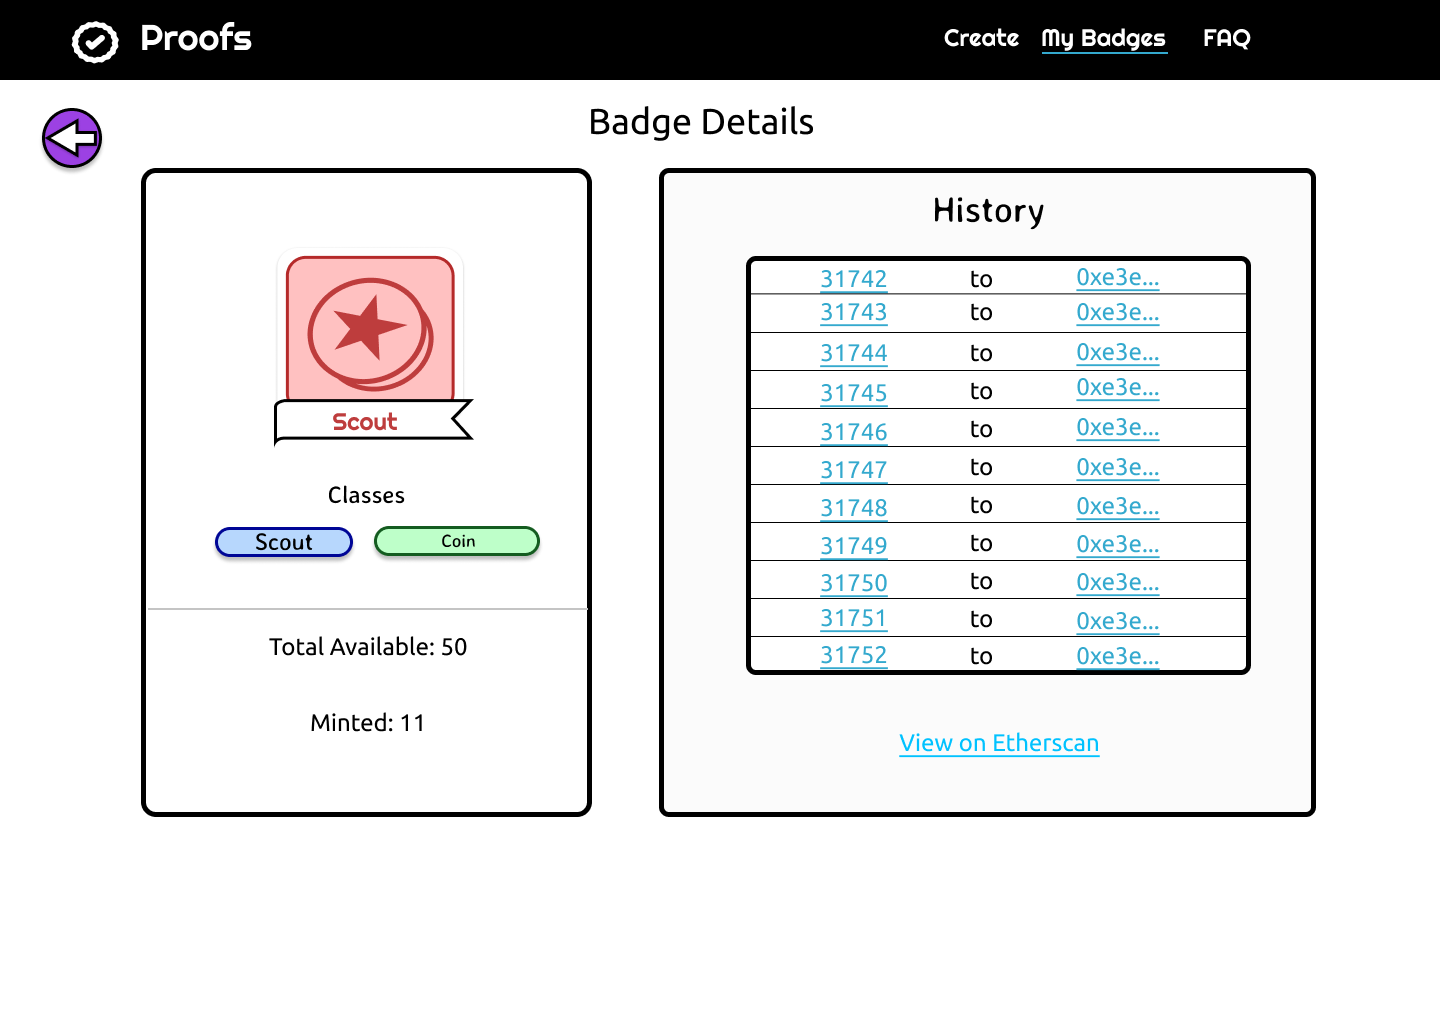 Proofs
Create My Badges FAQ
Badge Details
Scout
Classes
Scout Coin
Total Available: 50
Minted: 11
History
31742 to 0xe3e...
31743 to 0xe3e...
31744 to 0xe3e...
31745 to 0xe3e...
31746 to 0xe3e...
31747 to 0xe3e...
31748 to 0xe3e...
31749 to 0xe3e...
31750 to 0xe3e...
31751 to 0xe3e...
31752 to 0xe3e...
View on Etherscan